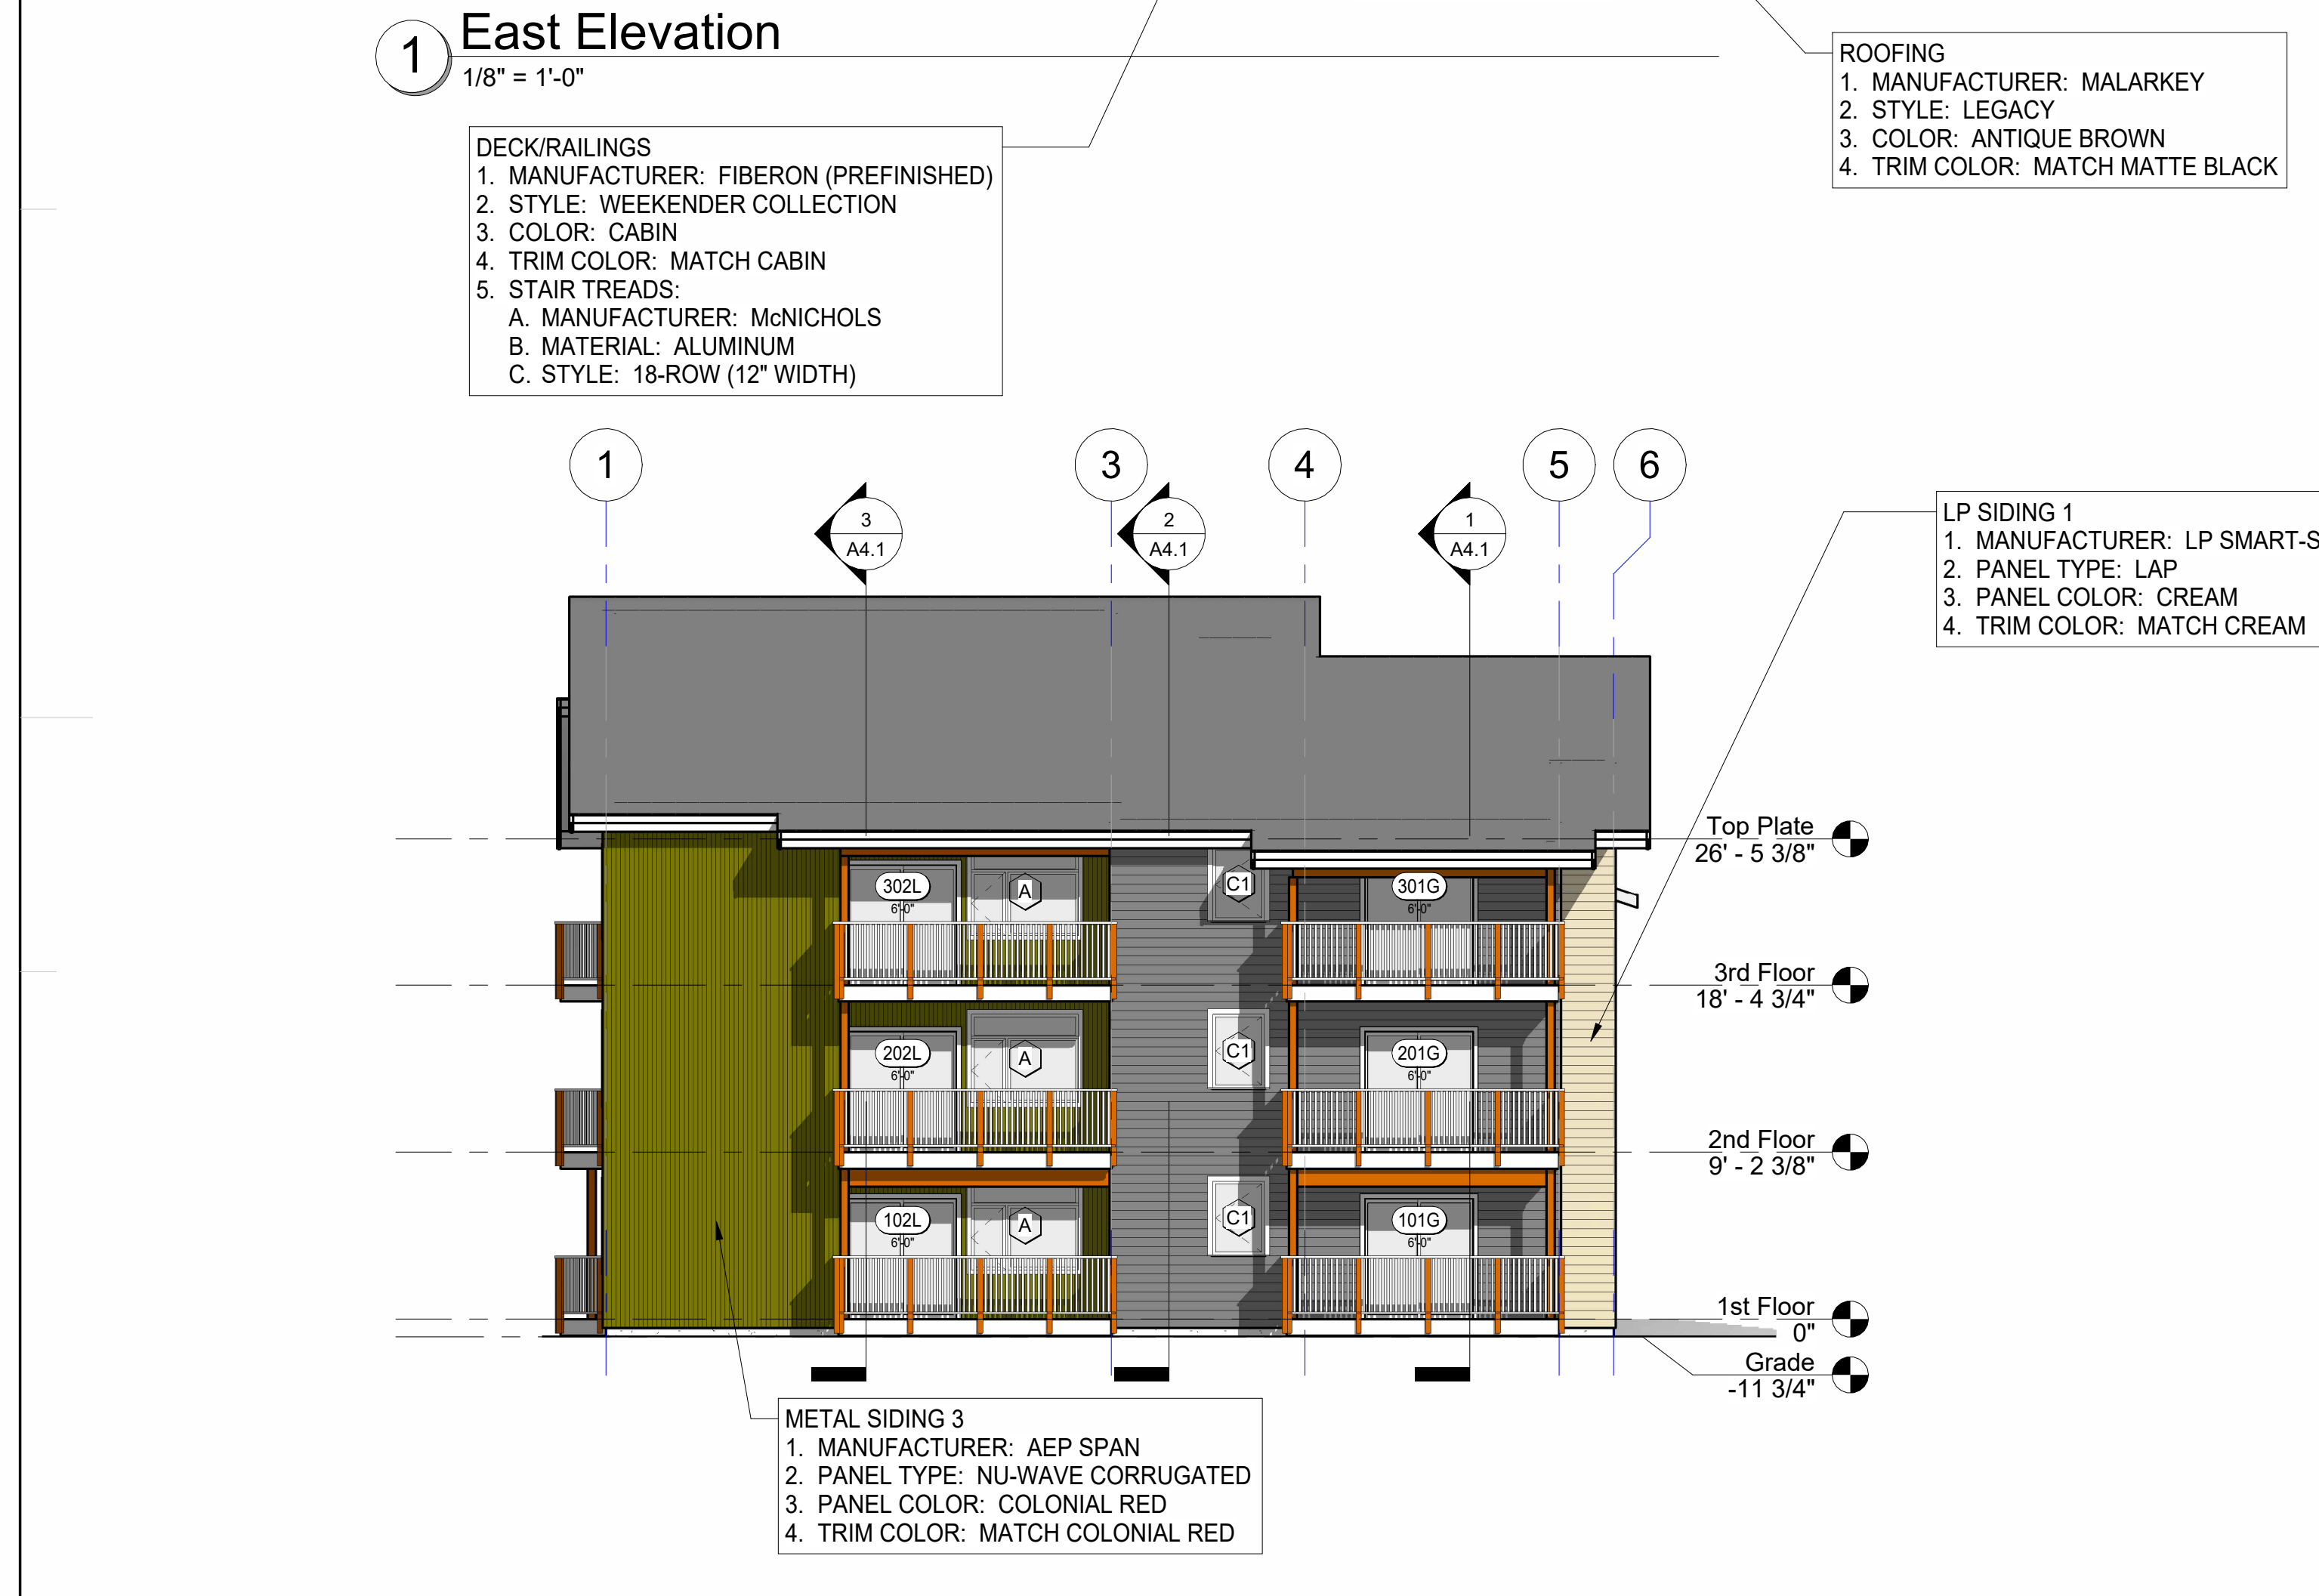 1
East Elevation
1/8" = 1'-0"
ROOFING
1. MANUFACTURER: MALARKEY
2. STYLE: LEGACY
3. COLOR: ANTIQUE BROWN
4. TRIM COLOR: MATCH MATTE BLACK
DECK/RAILINGS
1. MANUFACTURER: FIBERON (PREFINISHED)
2. STYLE: WEEKENDER COLLECTION
3. COLOR: CABIN
4. TRIM COLOR: MATCH CABIN
5. STAIR TREADS:
A. MANUFACTURER: McNICHOLS
B. MATERIAL: ALUMINUM
C. STYLE: 18-ROW (12" WIDTH)
1 3 4 5 6
3
A4.1
2
A4.1
1
A4.1
LP SIDING 1
1. MANUFACTURER: LP SMART-S
2. PANEL TYPE: LAP
3. PANEL COLOR: CREAM
4. TRIM COLOR: MATCH CREAM
Top Plate
26' - 5 3/8"
302L
6'-0"
A
C1
301G
6'-0"
3rd Floor
18' - 4 3/4"
202L
6'-0"
A
C1
201G
6'-0"
2nd Floor
9' - 2 3/8"
102L
6'-0"
A
C1
101G
6'-0"
1st Floor
0"
Grade
-11 3/4"
METAL SIDING 3
1. MANUFACTURER: AEP SPAN
2. PANEL TYPE: NU-WAVE CORRUGATED
3. PANEL COLOR: COLONIAL RED
4. TRIM COLOR: MATCH COLONIAL RED